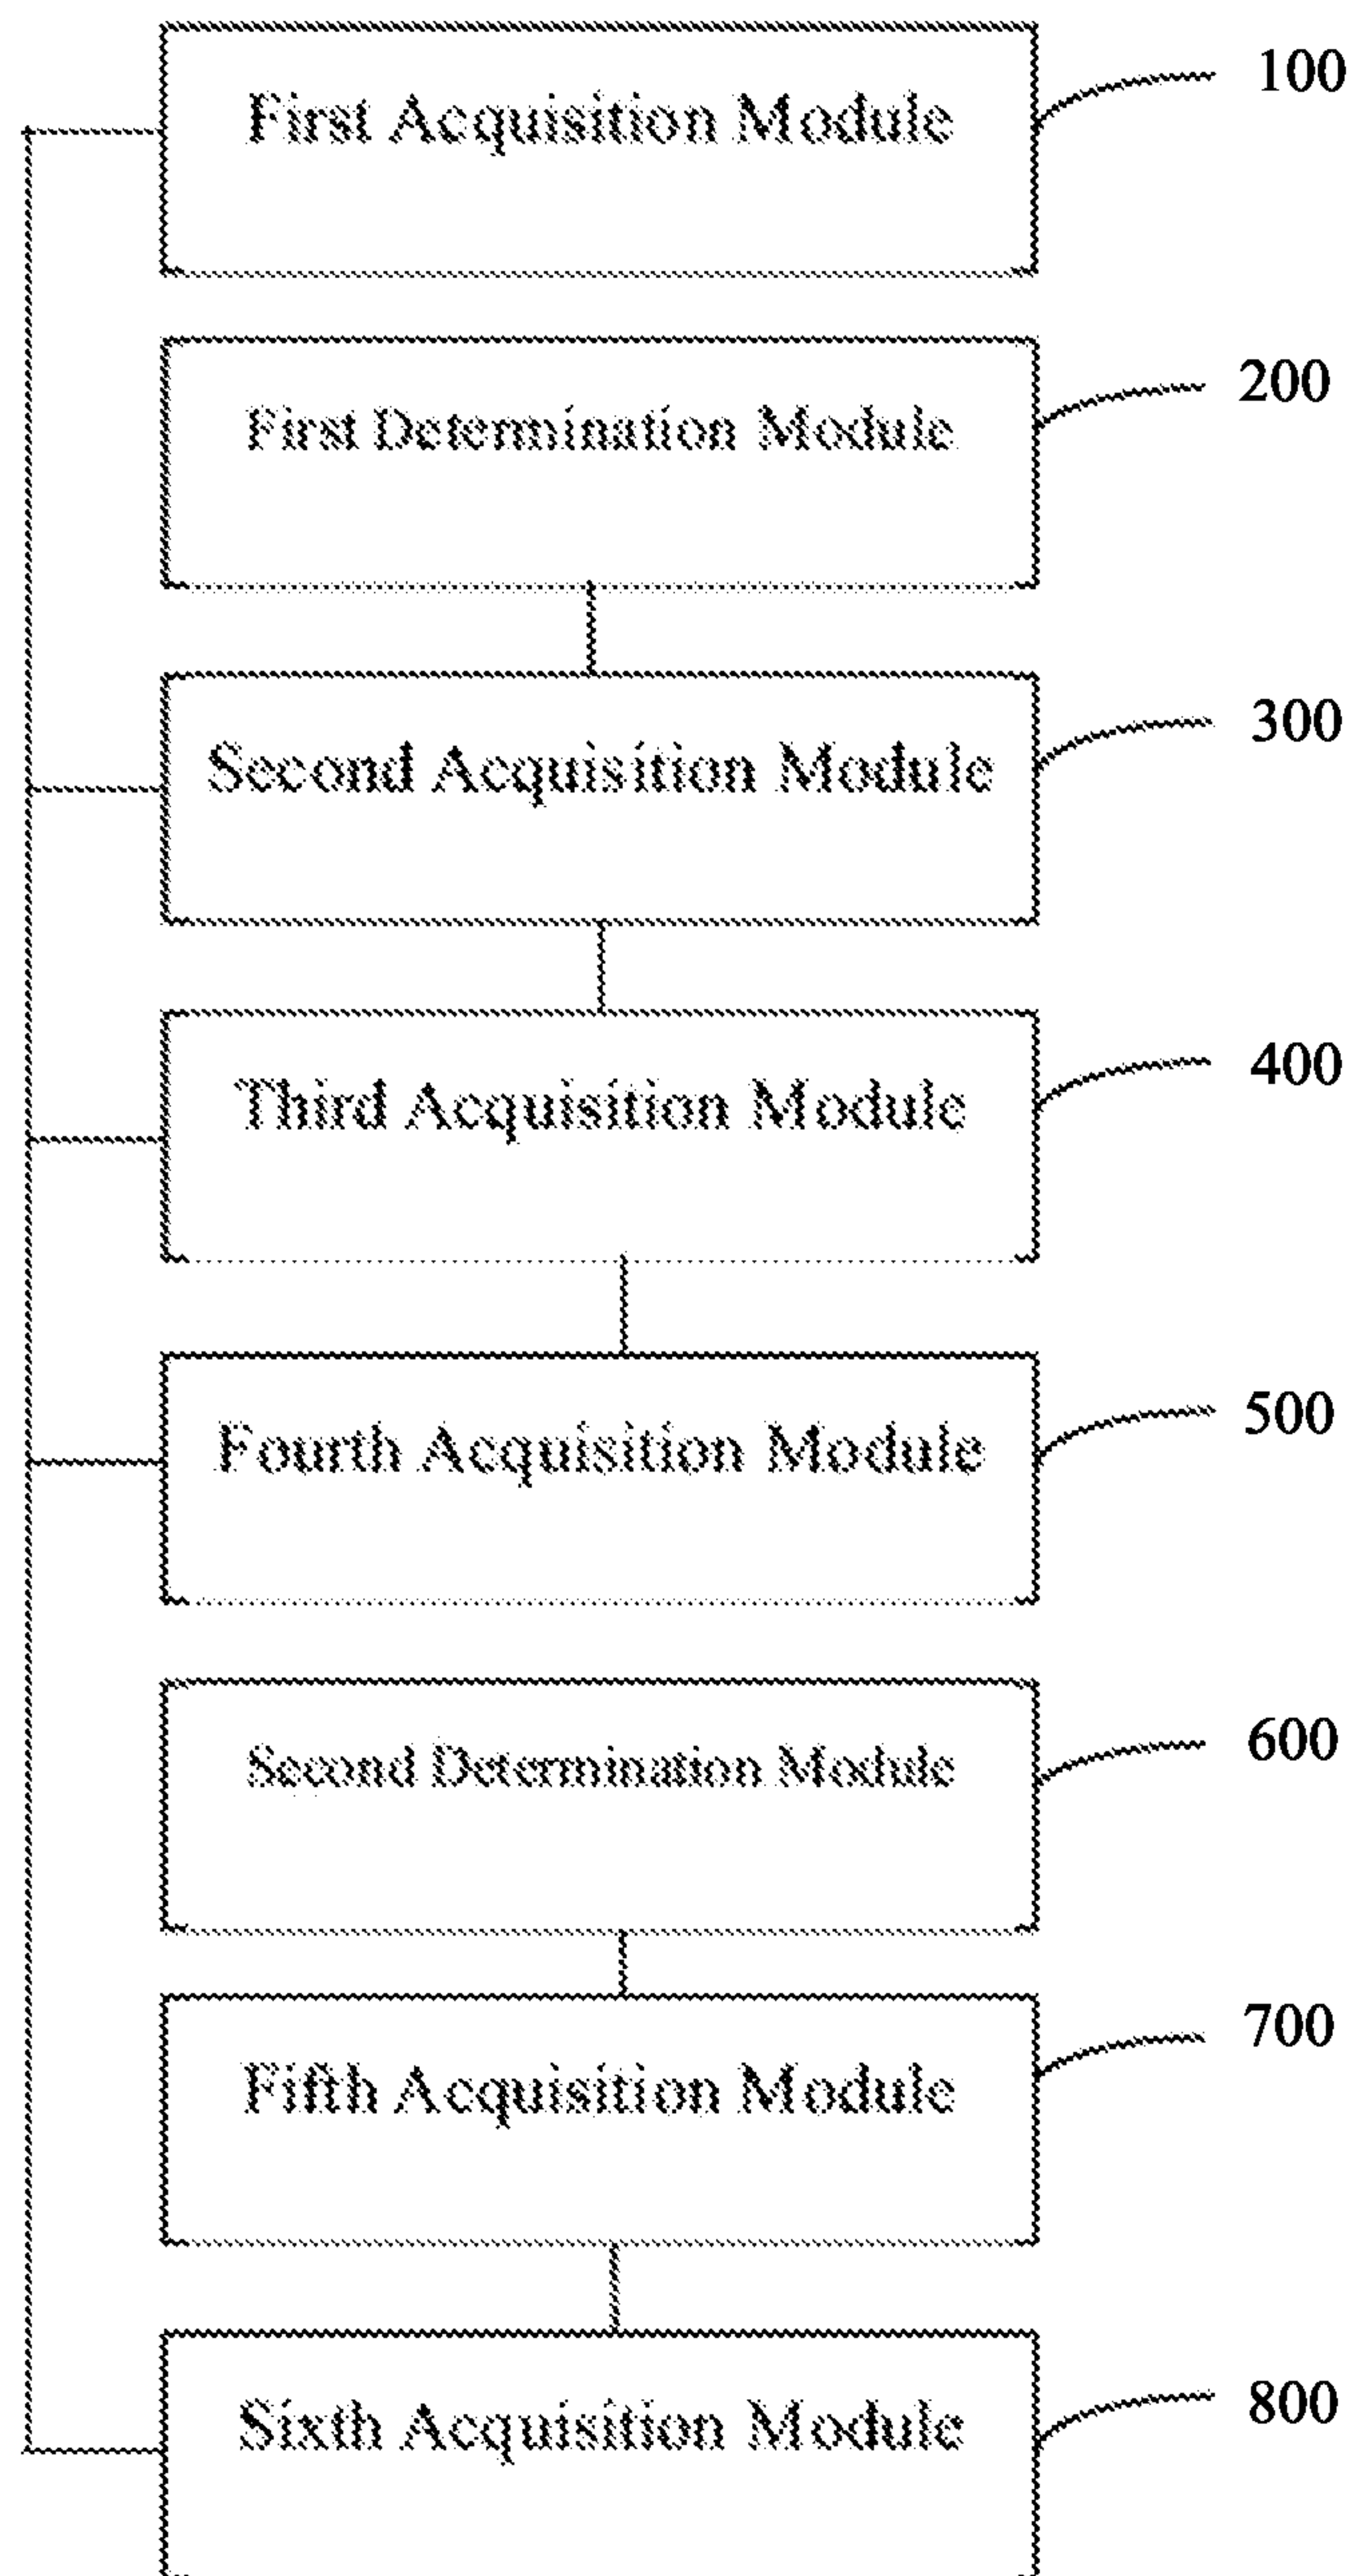 First Acquisition Module
100
First Determination Module
200
Second Acquisition Module
300
Third Acquisition Module
400
Fourth Acquisition Module
500
Second Determination Module
600
Fifth Acquisition Module
700
Sixth Acquisition Module
800